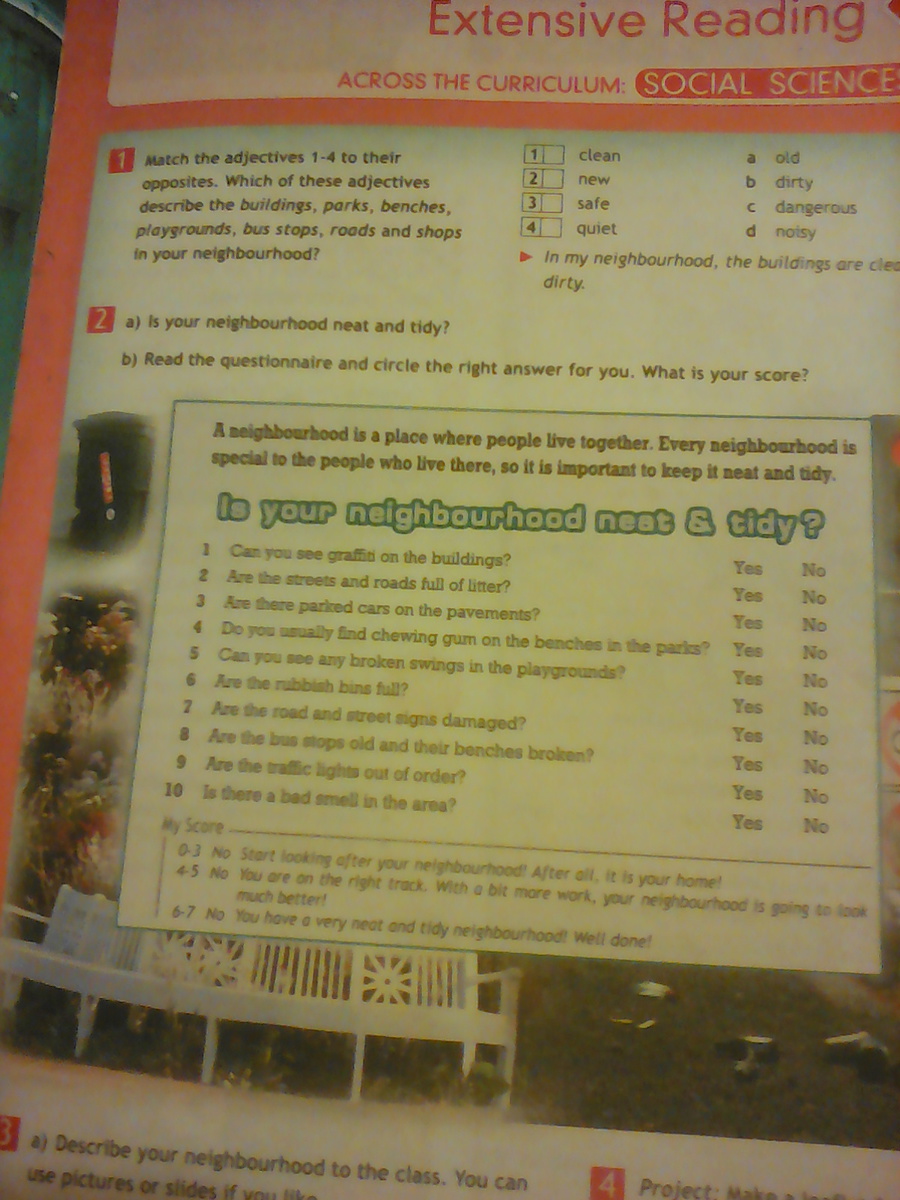 Extensive Reading
ACROSS THE CURRICULUM: SOCIAL SCIENCES
1 Match the adjectives 1-4 to their
opposites. Which of these adjectives
describe the buildings, parks, benches,
playgrounds, bus stops, roads and shops
in your neighbourhood?
1 clean a old
2 new b dirty
3 safe c dangerous
4 quiet d noisy
► In my neighbourhood, the buildings are
dirty.
2 a) Is your neighbourhood neat and tidy?
b) Read the questionnaire and circle the right answer for you. What is your score?
A neighbourhood is a place where people live together. Every neighbourhood is
special to the people who live there, so it is important to keep it neat and tidy.
Is your neighbourhood neat & tidy?
1 Can you see graffiti on the buildings? Yes No
2 Are the streets and roads full of litter? Yes No
3 Are there parked cars on the pavements? Yes No
4 Do you usually find chewing gum on the benches in the parks? Yes No
5 Can you see any broken swings in the playgrounds? Yes No
6 Are the rubbish bins full? Yes No
7 Are the road and street signs damaged? Yes No
8 Are the bus stops old and their benches broken? Yes No
9 Are the traffic lights out of order? Yes No
10 Is there a bad smell in the area? Yes No
My Score
0-3 No Start looking after your neighbourhood! After all, it is your home!
4-5 No You are on the right track. With a bit more work, your neighbourhood is going to look
much better!
6-7 No You have a very neat and tidy neighbourhood! Well done!
3 a) Describe your neighbourhood to the class. You can
use pictures or slides if you like.
4 Project: Make a